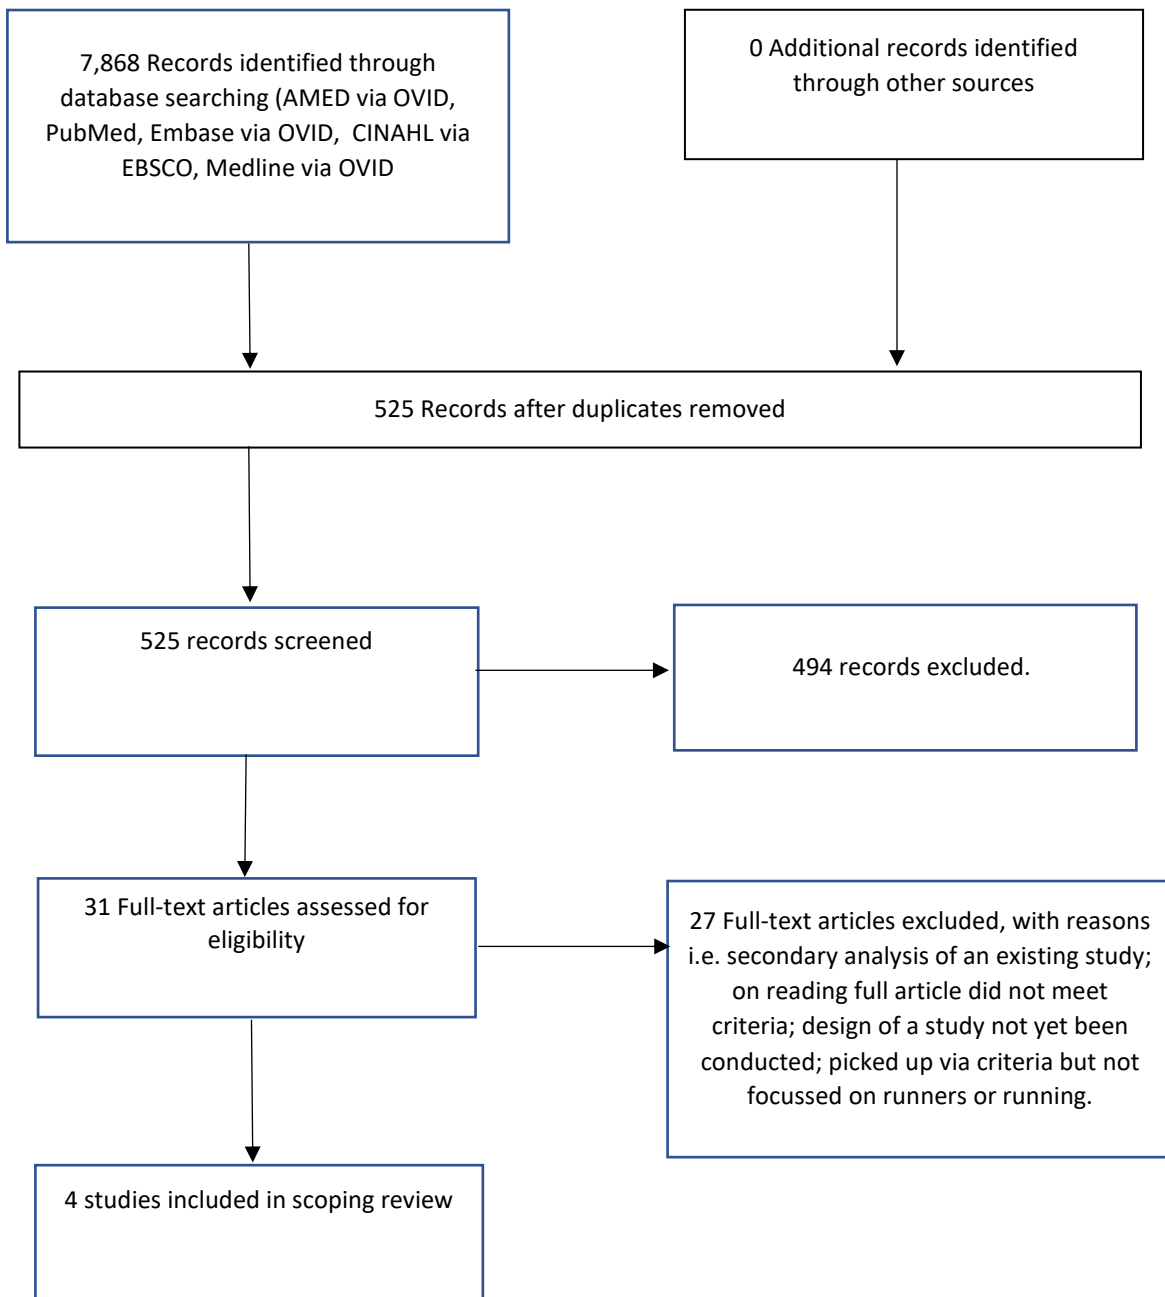 7,868 Records identified through
database searching (AMED via OVID,
PubMed, Embase via OVID,  CINAHL via
EBSCO, Medline via OVID
0 Additional records identified
through other sources
525 Records after duplicates removed
525 records screened
494 records excluded.
31 Full-text articles assessed for
eligibility
27 Full-text articles excluded, with reasons
i.e. secondary analysis of an existing study;
on reading full article did not meet
criteria; design of a study not yet been
conducted; picked up via criteria but not
focussed on runners or running.
4 studies included in scoping review